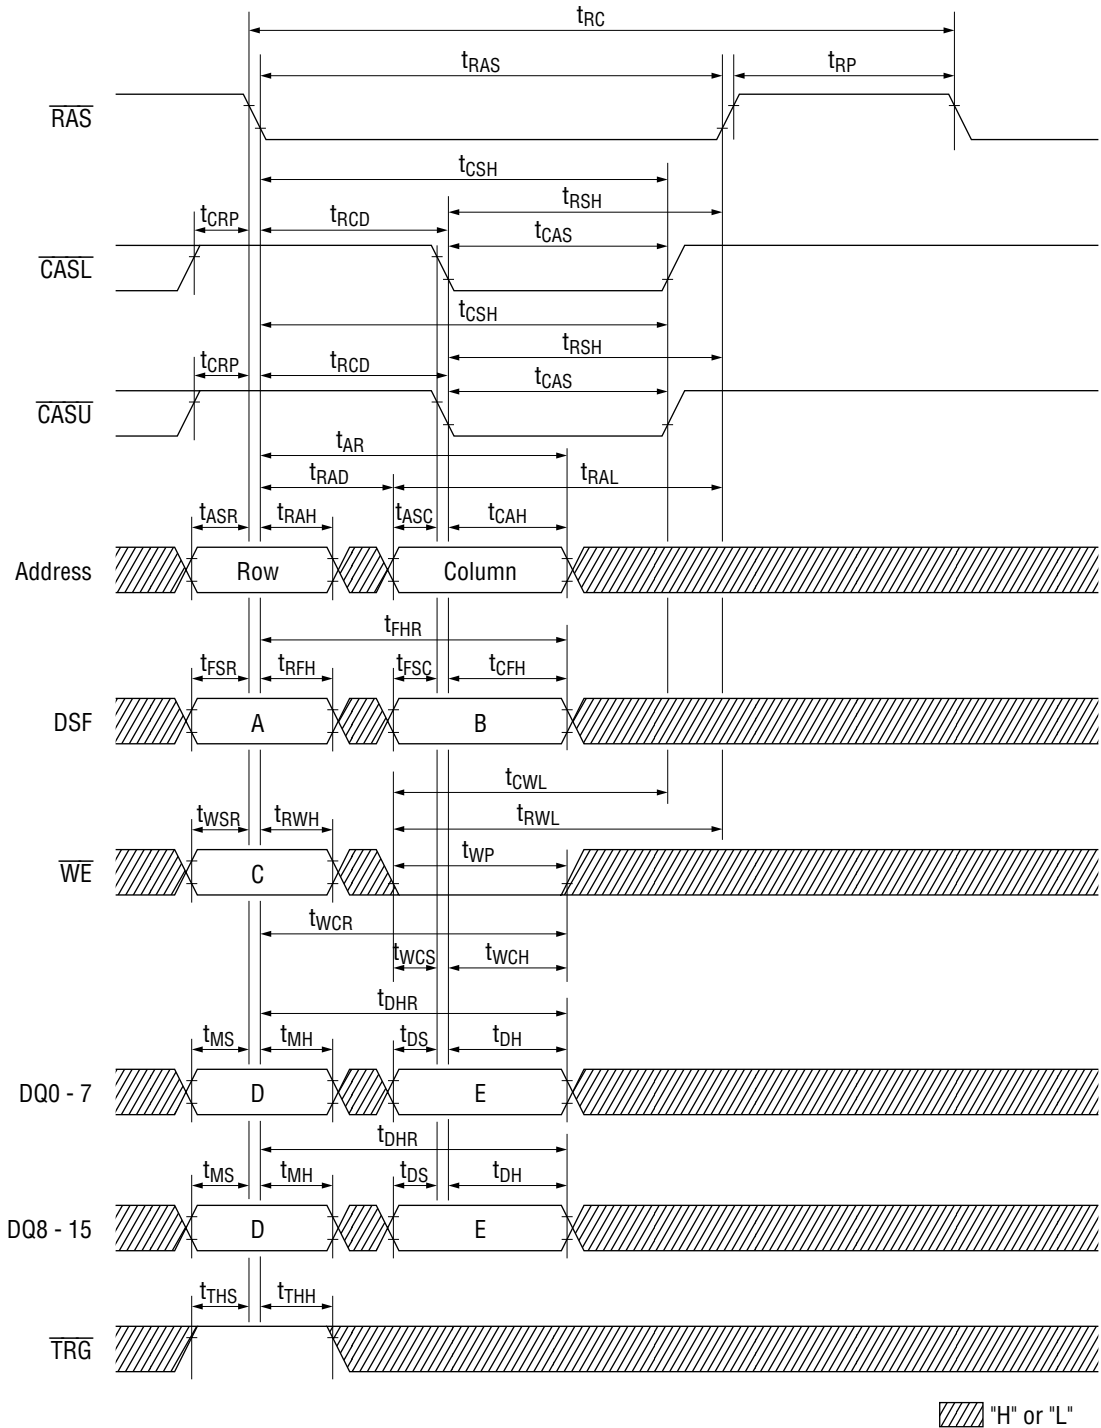 tRC
tRAS tRP
RAS
tCSH
tRSH
tCRP tRCD tCAS
CASL
tCSH
tRSH
tCRP tRCD tCAS
CASU
tAR
tRAD tRAL
tASR tRAH tASC tCAH
Address Row Column
tFHR
tFSR tRFH tFSC tCFH
DSF A B
tCWL
tWSR tRWH tRWL
tWP
WE C
tWCR
tWCS tWCH
tDHR
tMS tMH tDS tDH
DQ0 - 7 D E
tDHR
tMS tMH tDS tDH
DQ8 - 15 D E
tTHS tTHH
TRG
"H" or "L"